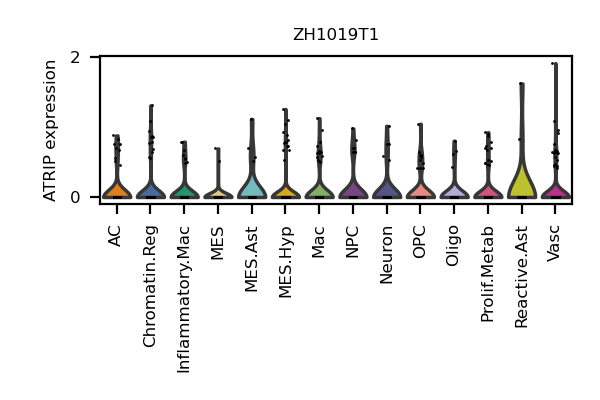 ZH1019T1
ATRIP expression
2
0
AC
Chromatin.Reg
Inflammatory.Mac
MES
MES.Ast
MES.Hyp
Mac
NPC
Neuron
OPC
Oligo
Prolif.Metab
Reactive.Ast
Vasc